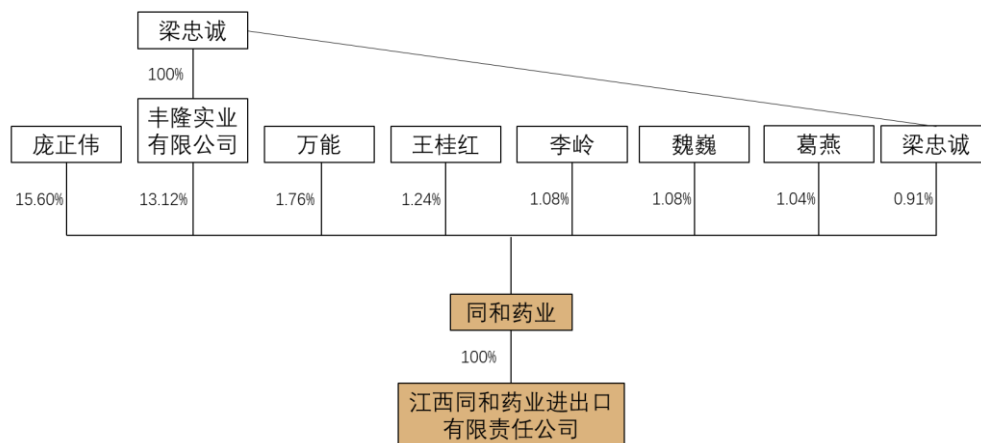 梁忠诚
100%
丰隆实业
有限公司
庞正伟
万能
王桂红
李岭
魏巍
葛燕
梁忠诚
15.60%
13.12%
1.76%
1.24%
1.08%
1.08%
1.04%
0.91%
同和药业
100%
江西同和药业进出口
有限责任公司